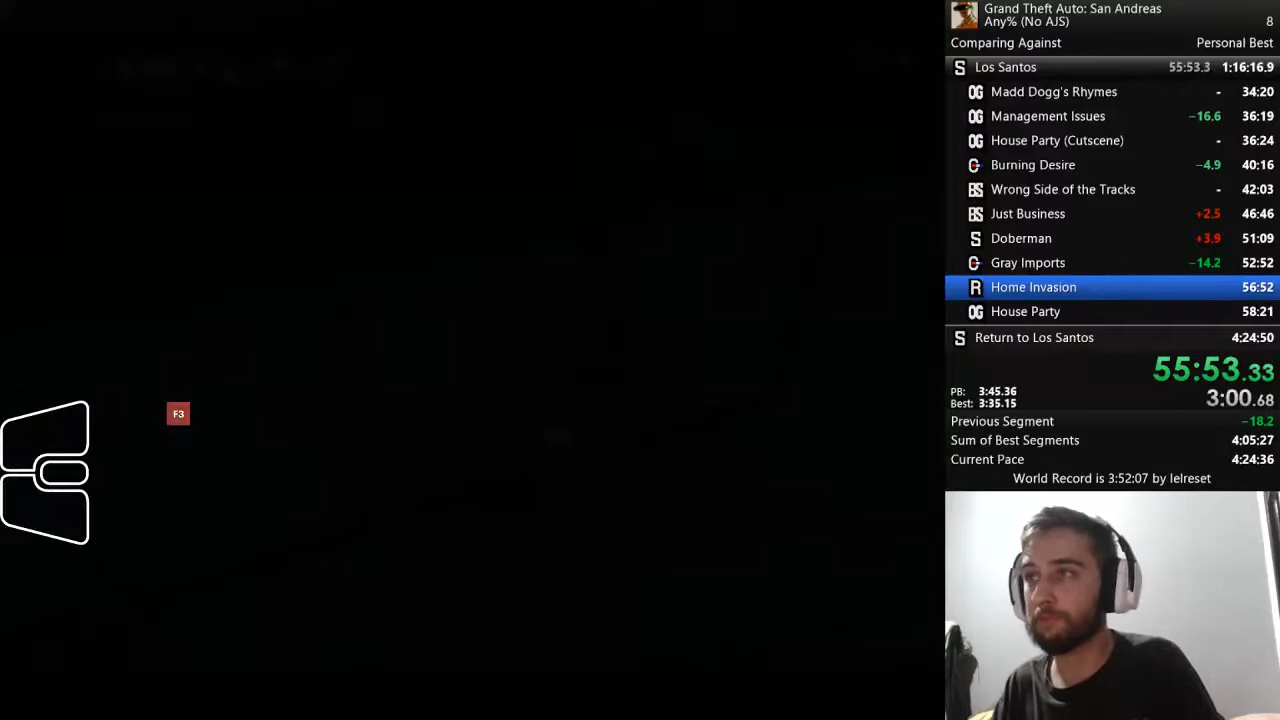 Grand Theft Auto: San Andreas
Any% (No AJS) 8
Comparing Against Personal Best
S Los Santos 55:53.3 1:16:16.9
OG Madd Dogg's Rhymes - 34:20
OG Management Issues −16.6 36:19
OG House Party (Cutscene) - 36:24
C Burning Desire −4.9 40:16
BS Wrong Side of the Tracks - 42:03
BS Just Business +2.5 46:46
S Doberman +3.9 51:09
C Gray Imports −14.2 52:52
R Home Invasion 56:52
OG House Party 58:21
S Return to Los Santos 4:24:50
55:53.33
PB: 3:45.36
Best: 3:35.15
3:00.68
Previous Segment −18.2
Sum of Best Segments 4:05:27
Current Pace 4:24:36
World Record is 3:52:07 by lelreset
F3